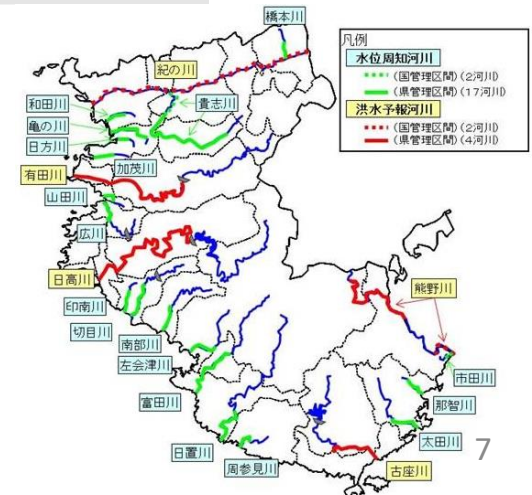 橋本川
凡例
水位周知河川
(国管理区間)(2河川)
(県管理区間)(17河川)
洪水予報河川
(国管理区間)(2河川)
(県管理区間)(4河川)
紀の川
和田川
貴志川
亀の川
日方川
加茂川
有田川
山田川
広川
日高川
熊野川
印南川
切目川
南部川
左会津川
市田川
富田川
那智川
太田川
日置川
周参見川
古座川
7